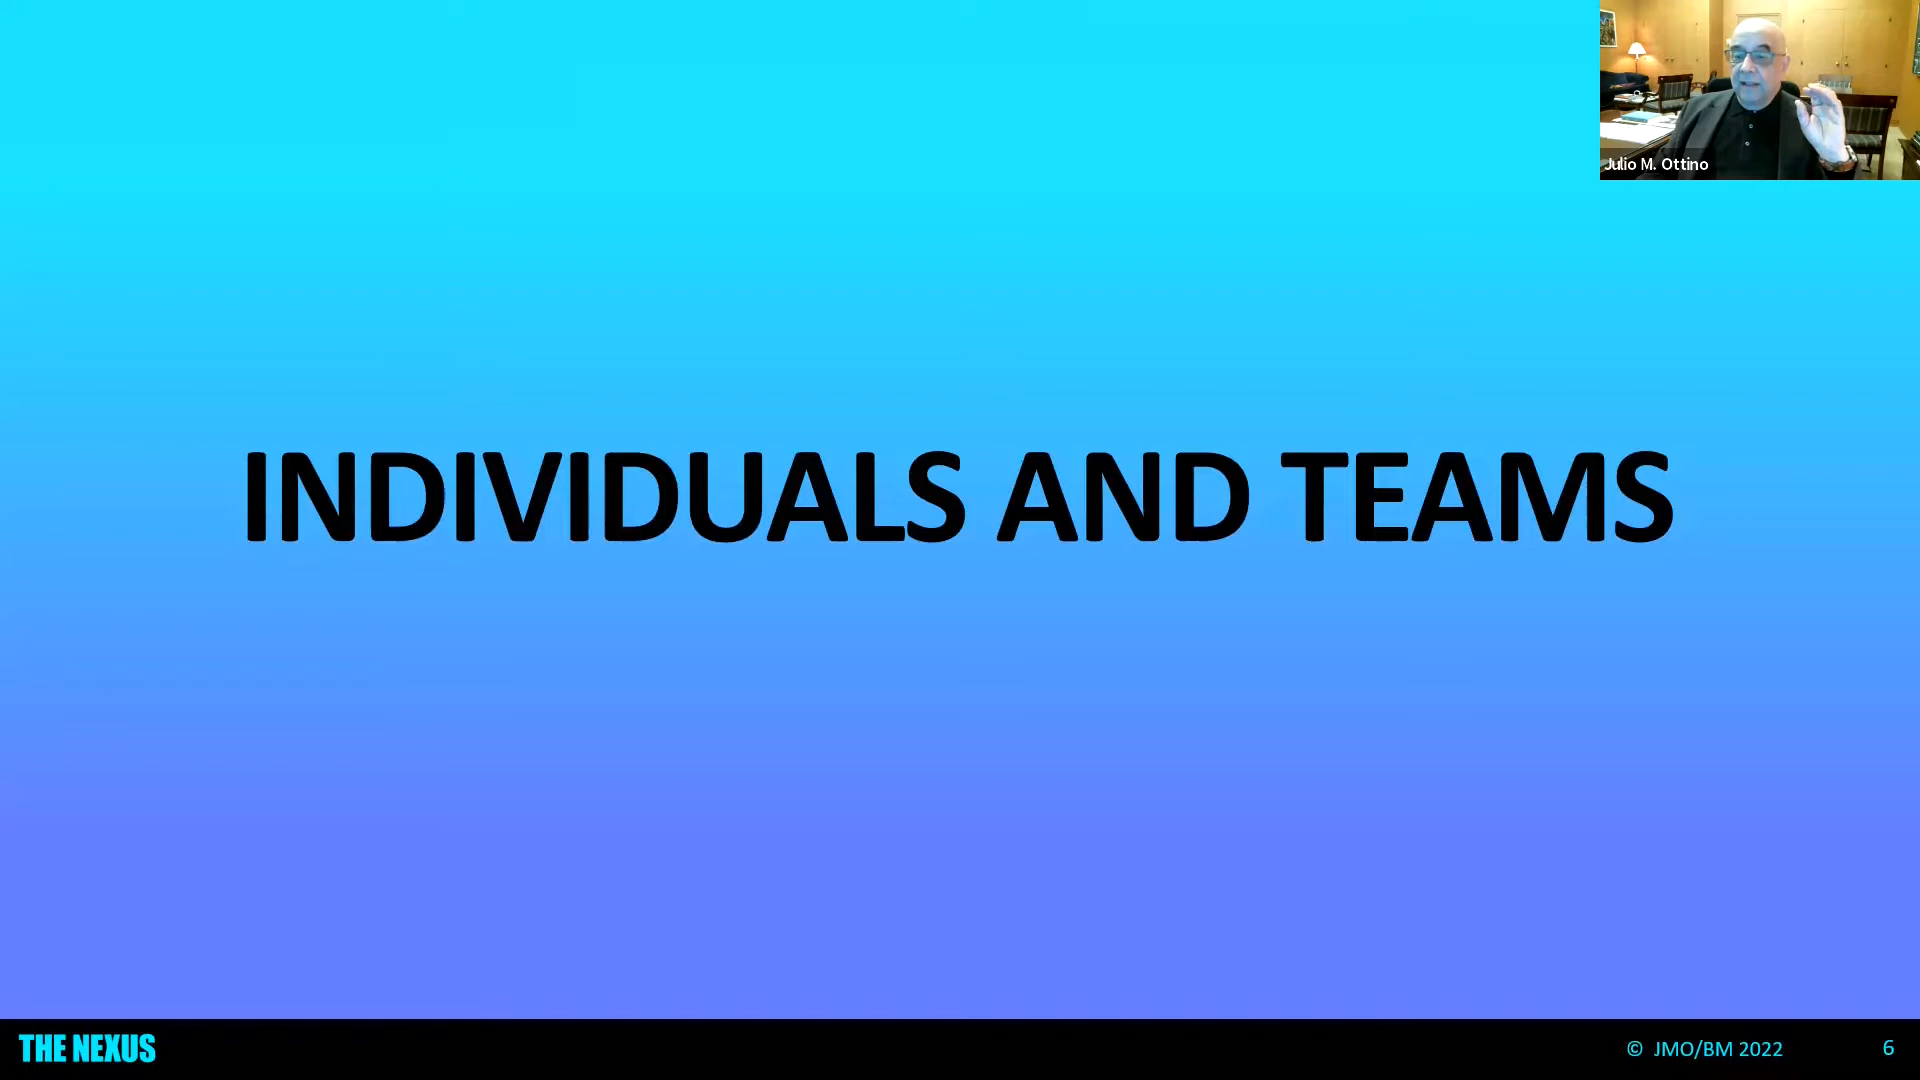 Julio M. Ottino
INDIVIDUALS AND TEAMS
THE NEXUS
© JMO/BM 2022
6